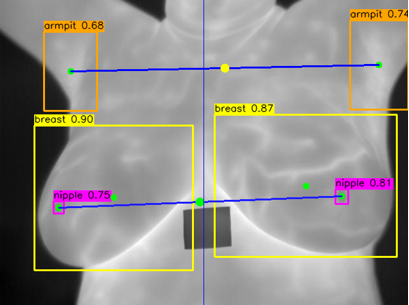 armpit 0.68
armpit 0.74
breast 0.90
breast 0.87
nipple 0.75
nipple 0.81